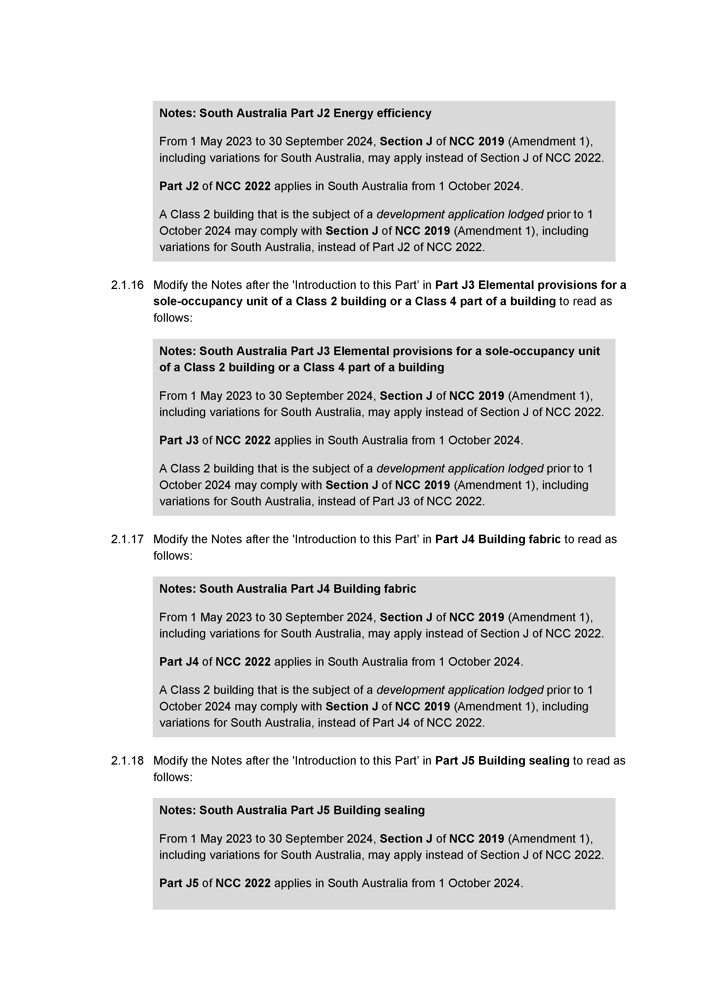 Notes: South Australia Part J2 Energy efficiency
From 1 May 2023 to 30 September 2024, Section J of NCC 2019 (Amendment 1),
including variations for South Australia, may apply instead of Section J of NCC 2022.
Part J2 of NCC 2022 applies in South Australia from 1 October 2024.
A Class 2 building that is the subject of a development application lodged prior to 1
October 2024 may comply with Section J of NCC 2019 (Amendment 1), including
variations for South Australia, instead of Part J2 of NCC 2022.
2.1.16 Modify the Notes after the 'Introduction to this Part’ in Part J3 Elemental provisions for a
sole-occupancy unit of a Class 2 building or a Class 4 part of a building to read as
follows:
Notes: South Australia Part J3 Elemental provisions for a sole-occupancy unit
of a Class 2 building or a Class 4 part of a building
From 1 May 2023 to 30 September 2024, Section J of NCC 2019 (Amendment 1),
including variations for South Australia, may apply instead of Section J of NCC 2022.
Part J3 of NCC 2022 applies in South Australia from 1 October 2024.
A Class 2 building that is the subject of a development application lodged prior to 1
October 2024 may comply with Section J of NCC 2019 (Amendment 1), including
variations for South Australia, instead of Part J3 of NCC 2022.
2.1.17 Modify the Notes after the 'Introduction to this Part’ in Part J4 Building fabric to read as
follows:
Notes: South Australia Part J4 Building fabric
From 1 May 2023 to 30 September 2024, Section J of NCC 2019 (Amendment 1),
including variations for South Australia, may apply instead of Section J of NCC 2022.
Part J4 of NCC 2022 applies in South Australia from 1 October 2024.
A Class 2 building that is the subject of a development application lodged prior to 1
October 2024 may comply with Section J of NCC 2019 (Amendment 1), including
variations for South Australia, instead of Part J4 of NCC 2022.
2.1.18 Modify the Notes after the 'Introduction to this Part’ in Part J5 Building sealing to read as
follows:
Notes: South Australia Part J5 Building sealing
From 1 May 2023 to 30 September 2024, Section J of NCC 2019 (Amendment 1),
including variations for South Australia, may apply instead of Section J of NCC 2022.
Part J5 of NCC 2022 applies in South Australia from 1 October 2024.